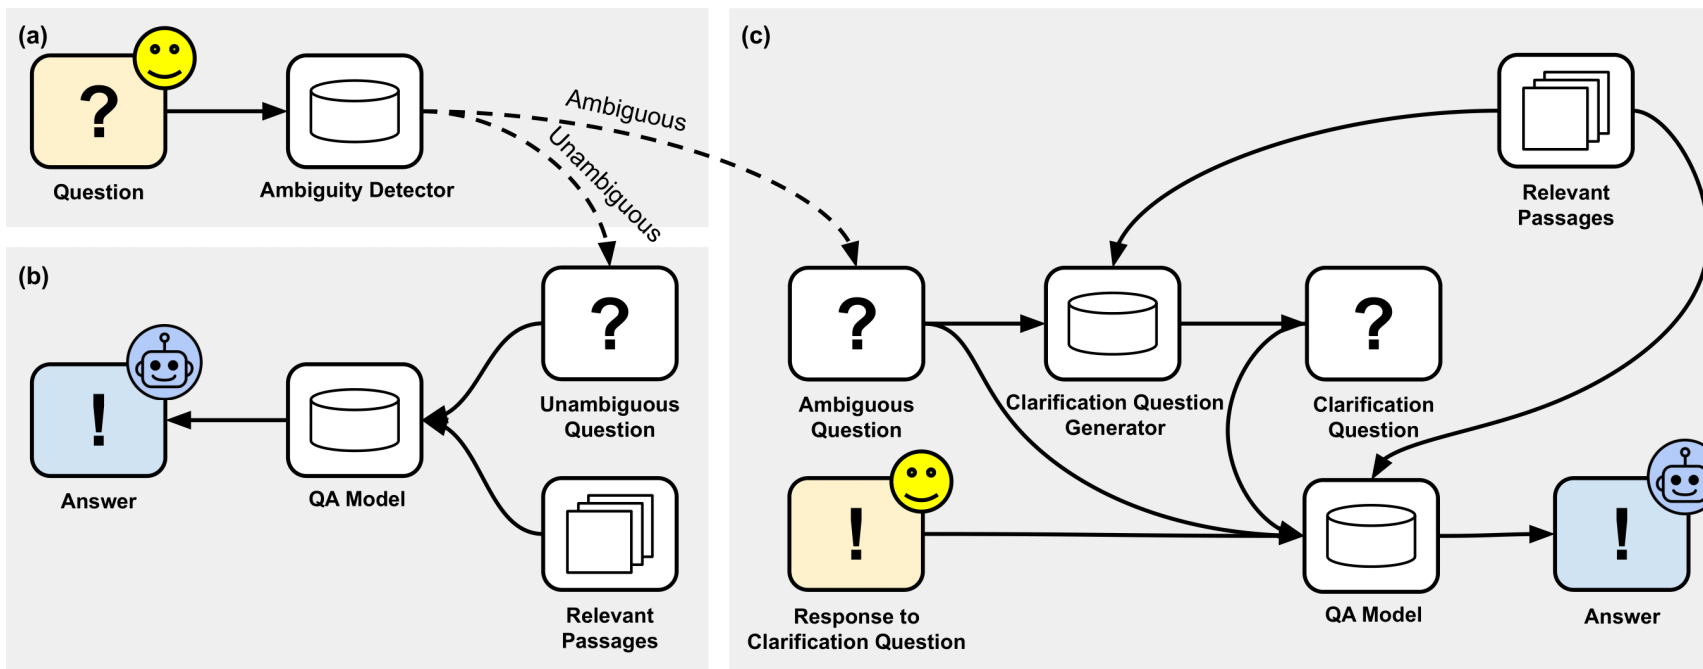 (a)
?
Question
Ambiguity Detector
Ambiguous
Unambiguous
(b)
?
Unambiguous
Question
!
Answer
QA Model
Relevant
Passages
(c)
Relevant
Passages
?
Ambiguous
Question
Clarification Question
Generator
?
Clarification
Question
!
Response to
Clarification Question
QA Model
!
Answer